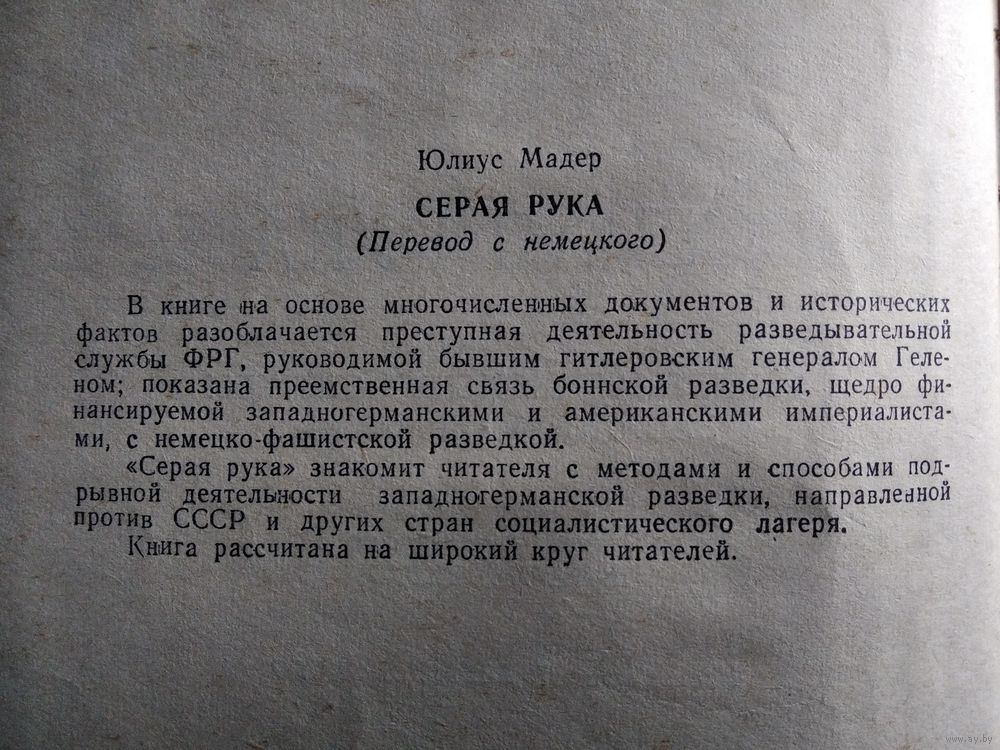 Юлиус Мадер
СЕРАЯ РУКА
(Перевод с немецкого)
В книге на основе многочисленных документов и исторических
фактов разоблачается преступная деятельность разведывательной
службы ФРГ, руководимой бывшим гитлеровским генералом Геле-
ном; показана преемственная связь боннской разведки, щедро фи-
нансируемой западногерманскими и американскими империалиста-
ми, с немецко-фашистской разведкой.
«Серая рука» знакомит читателя с методами и способами под-
рывной деятельности западногерманской разведки, направленной
против СССР и других стран социалистического лагеря.
Книга рассчитана на широкий круг читателей.
www.ay.by